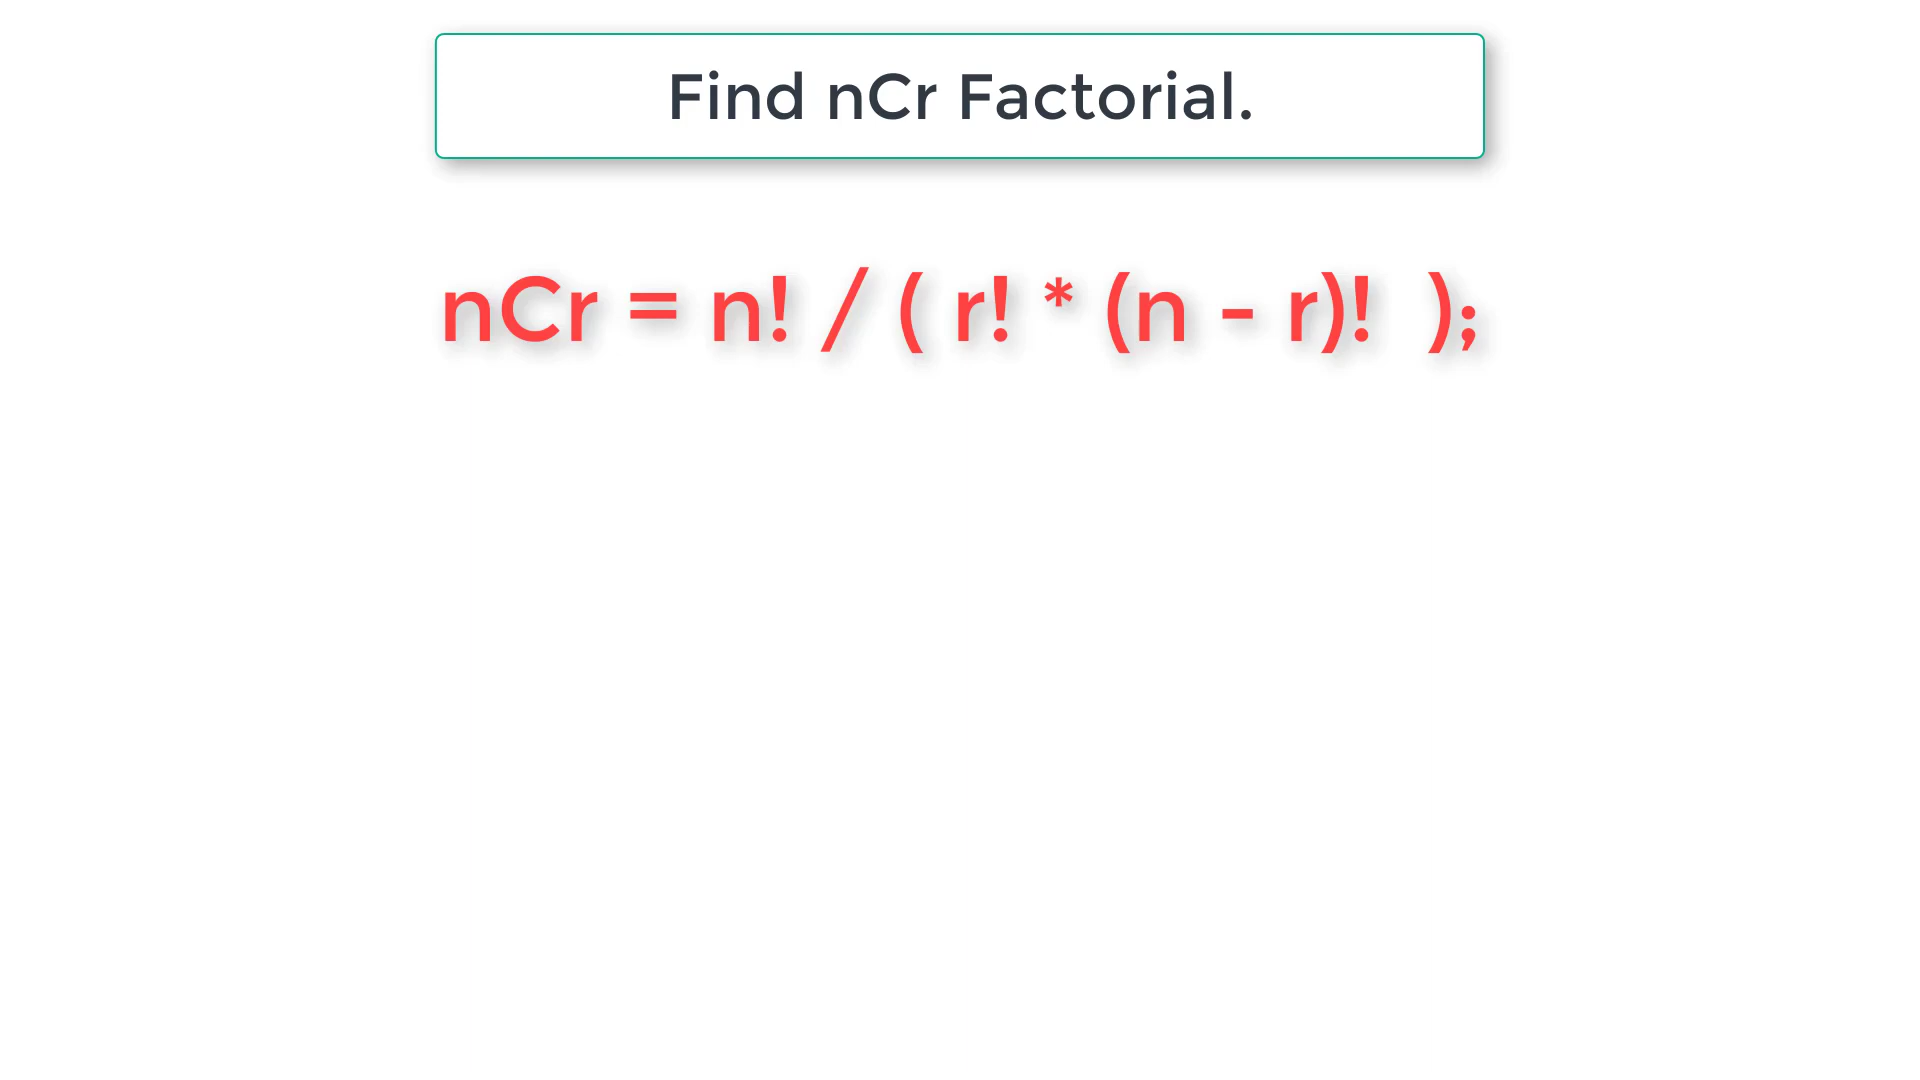 Find nCr Factorial.
nCr = n! / ( r! * (n - r)!  );